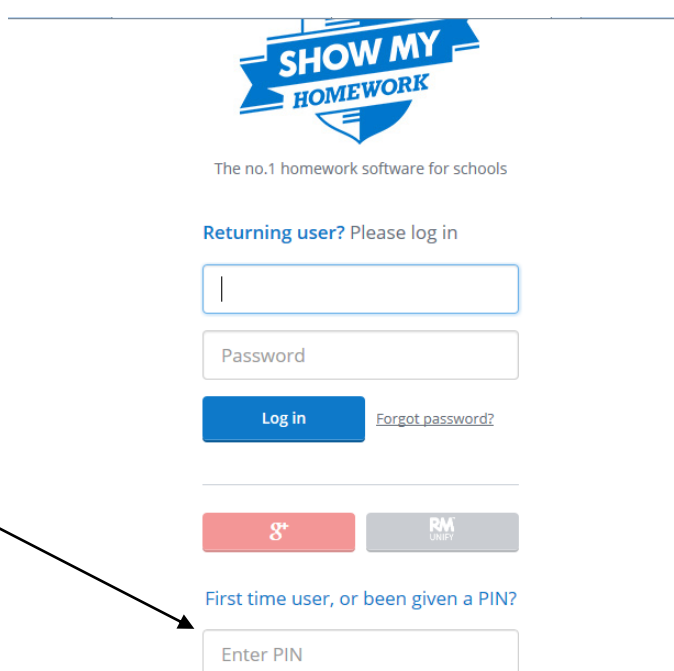 SHOW MY
HOMEWORK
The no.1 homework software for schools
Returning user? Please log in
Password
Log in Forgot password?
g+ RM
UNIFY
First time user, or been given a PIN?
Enter PIN